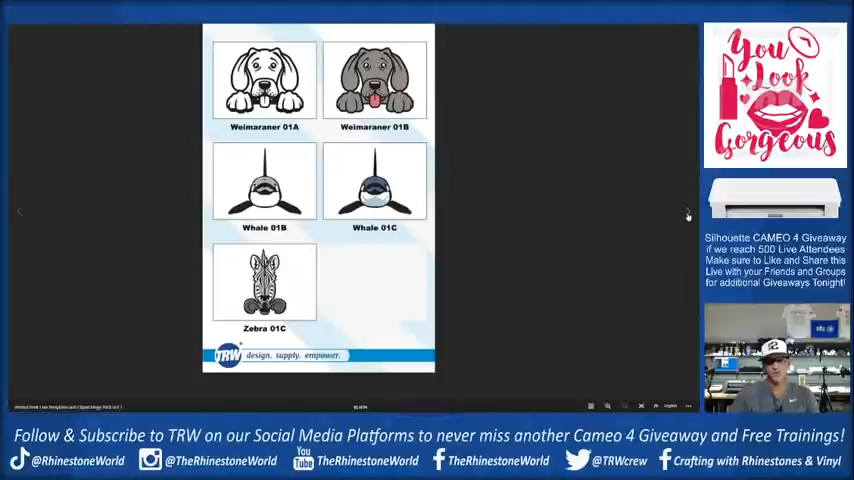 Weimaraner 01A
Weimaraner 01B
Whale 01B
Whale 01C
Zebra 01C
TRW design. supply. empower.
English
You
Look
Gorgeous
Silhouette CAMEO 4 Giveaway
if we reach 500 Live Attendees
Make sure to Like and Share this
Live with your Friends and Groups
for additional Giveaways Tonight!
Follow & Subscribe to TRW on our Social Media Platforms to never miss another Cameo 4 Giveaway and Free Trainings!
@RhinestoneWorld
@TheRhinestoneWorld
You Tube TheRhinestoneWorld
TheRhinestoneWorld
@TRWcrew
Crafting with Rhinestones & Vinyl